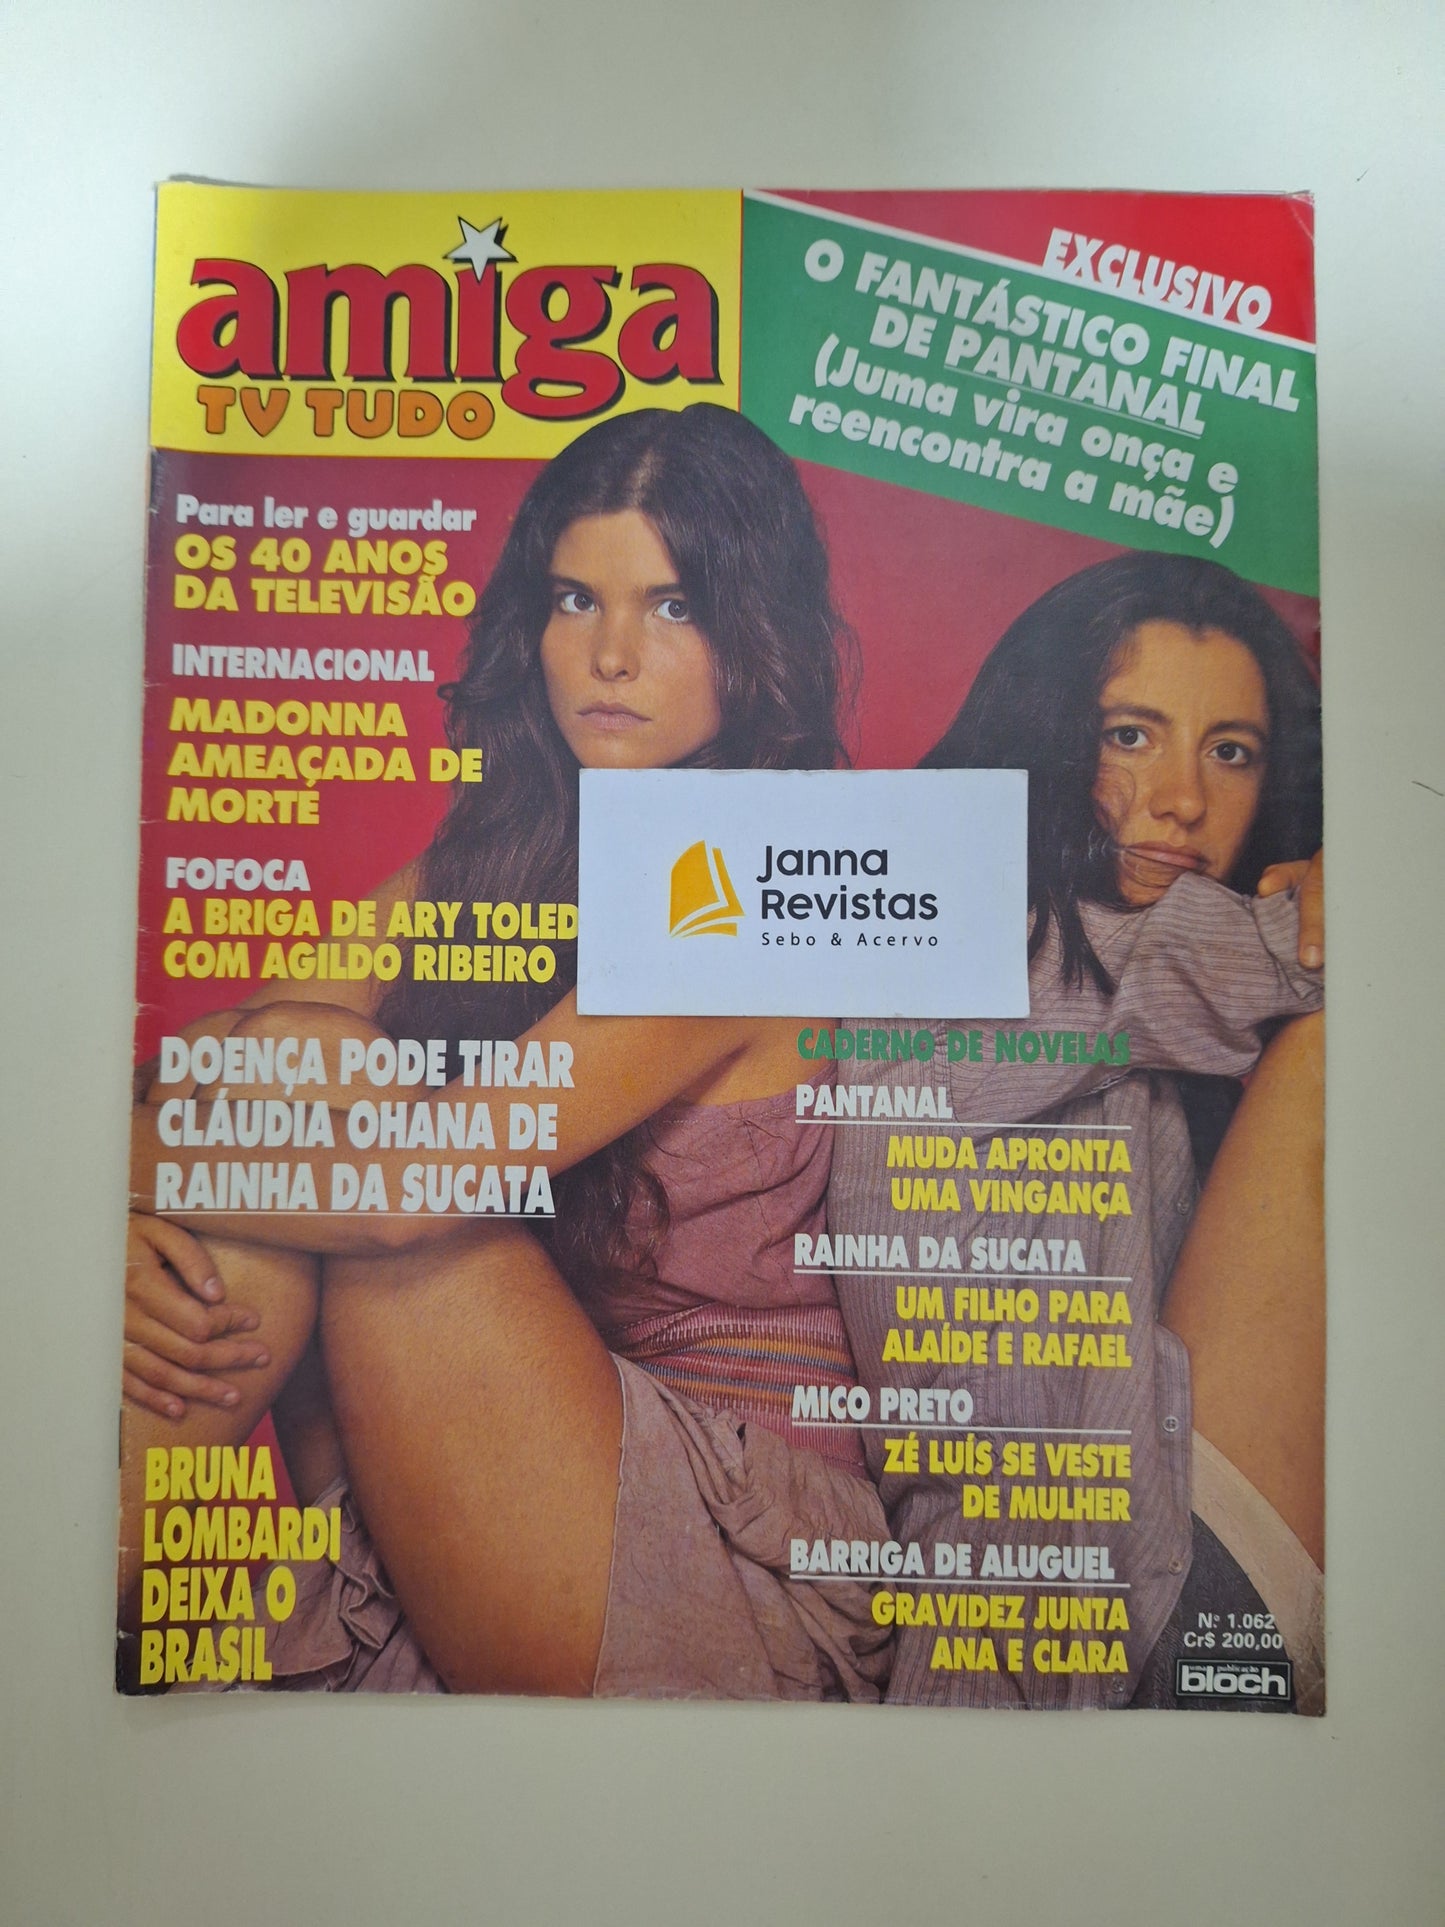 amiga
TV TUDO
EXCLUSIVO
O FANTÁSTICO FINAL
DE PANTANAL
(Juma vira onça e
reencontra a mãe)
Para ler e guardar
OS 40 ANOS
DA TELEVISÃO
INTERNACIONAL
MADONNA
AMEAÇADA DE
MORTE
FOFOCA
A BRIGA DE ARY TOLED
COM AGILDO RIBEIRO
DOENÇA PODE TIRAR
CLÁUDIA OHANA DE
RAINHA DA SUCATA
BRUNA
LOMBARDI
DEIXA O
BRASIL
Janna
Revistas
Sebo & Acervo
CADERNO DE NOVELAS
PANTANAL
MUDA APRONTA
UMA VINGANÇA
RAINHA DA SUCATA
UM FILHO PARA
ALAÍDE E RAFAEL
MICO PRETO
ZÉ LUÍS SE VESTE
DE MULHER
BARRIGA DE ALUGUEL
GRAVIDEZ JUNTA
ANA E CLARA
N.º 1.062
Cr$ 200,00
uma publicação
bloch